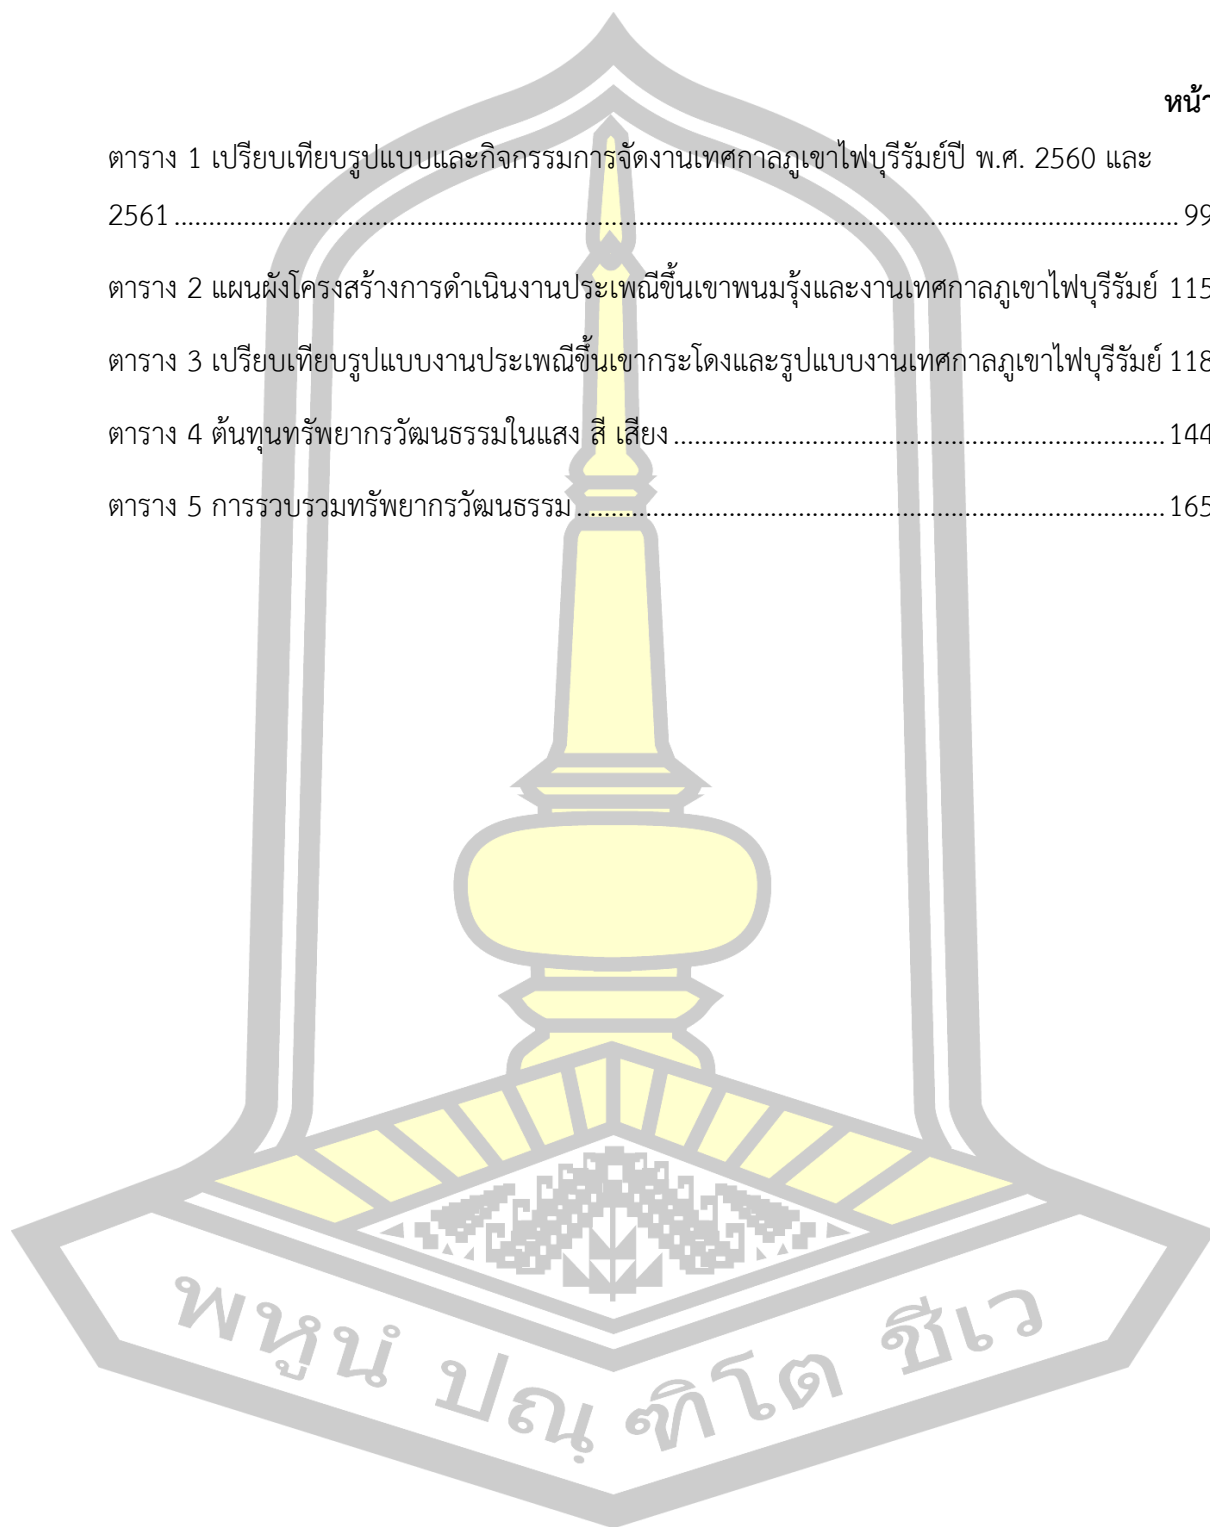 หน้า
ตาราง 1 เปรียบเทียบรูปแบบและกิจกรรมการจัดงานเทศกาลภูเขาไฟบุรีรัมย์ปี พ.ศ. 2560 และ
2561 ........................................................................................................................ 99
ตาราง 2 แผนผังโครงสร้างการดำเนินงานประเพณีขึ้นเขาพนมรุ้งและงานเทศกาลภูเขาไฟบุรีรัมย์ 115
ตาราง 3 เปรียบเทียบรูปแบบงานประเพณีขึ้นเขากระโดงและรูปแบบงานเทศกาลภูเขาไฟบุรีรัมย์ 118
ตาราง 4 ต้นทุนทรัพยากรวัฒนธรรมในแสง สี เสียง ........................................................... 144
ตาราง 5 การรวบรวมทรัพยากรวัฒนธรรม ...................................................................... 165
พหูนํ ปณฺฑิโต ชีเว